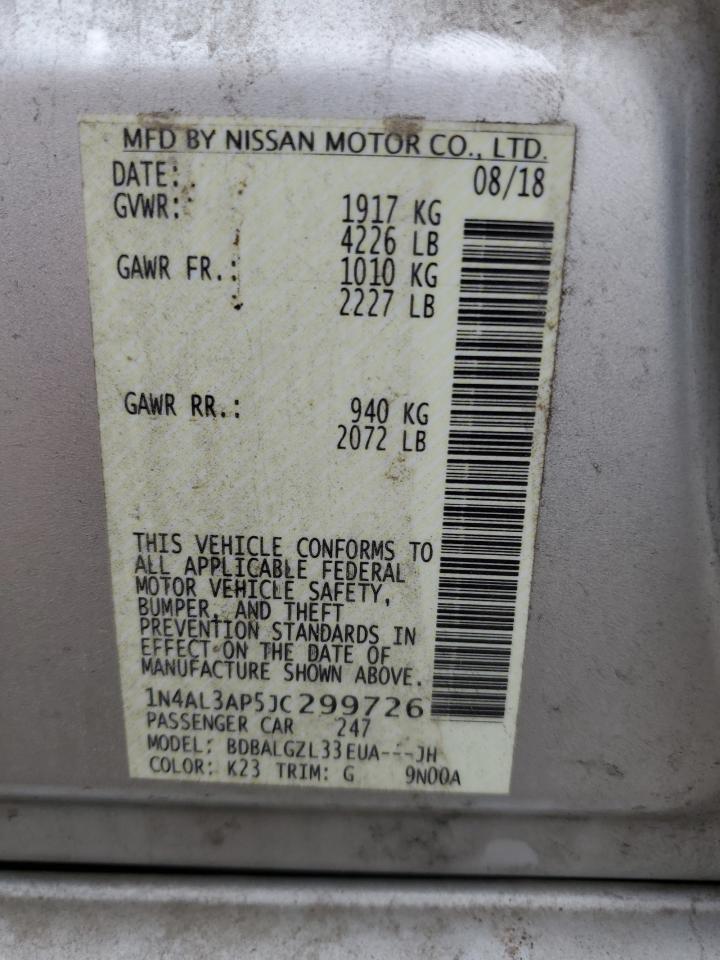 MFD BY NISSAN MOTOR CO., LTD.
DATE: 08/18
GVWR: 1917 KG
4226 LB
GAWR FR.: 1010 KG
2227 LB
GAWR RR.: 940 KG
2072 LB
THIS VEHICLE CONFORMS TO
ALL APPLICABLE FEDERAL
MOTOR VEHICLE SAFETY,
BUMPER, AND THEFT
PREVENTION STANDARDS IN
EFFECT ON THE DATE OF
MANUFACTURE SHOWN ABOVE.
1N4AL3AP5JC299726
PASSENGER CAR 247
MODEL: BDBALGZL33EUA---JH
COLOR: K23 TRIM: G 9N00A